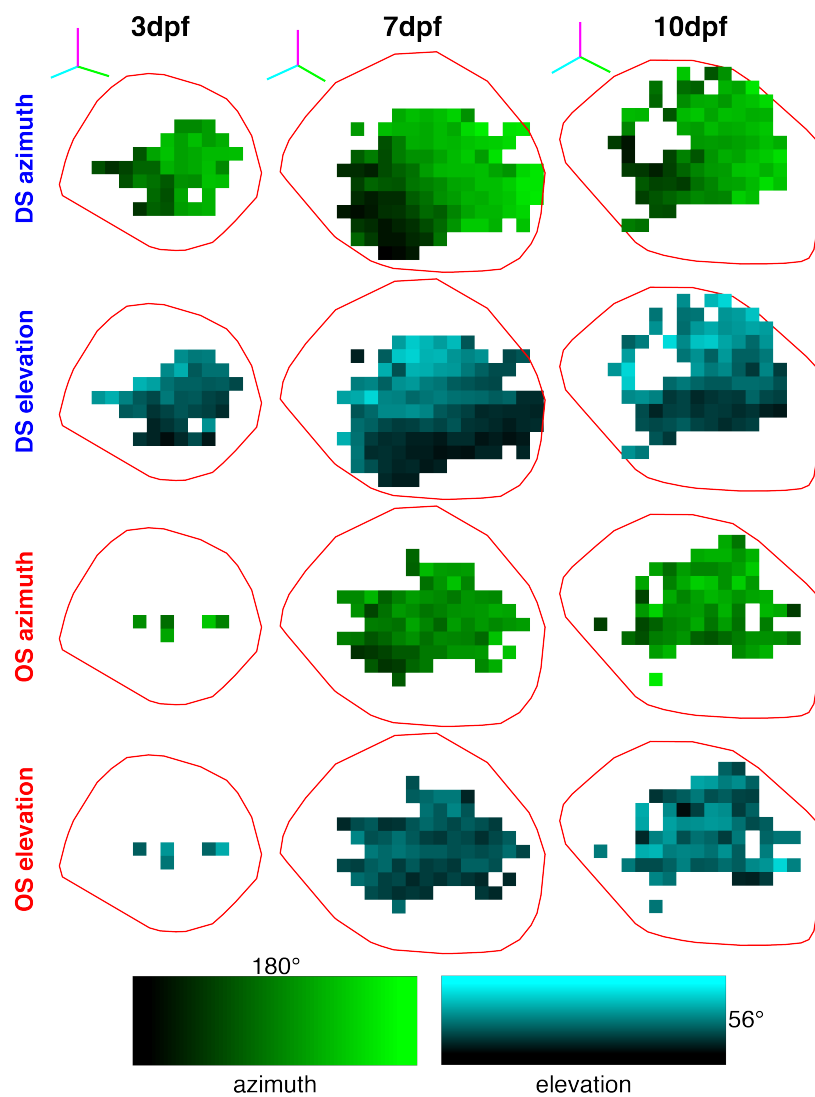 3dpf
7dpf
10dpf
DS azimuth
DS elevation
OS azimuth
OS elevation
180°
56°
azimuth
elevation